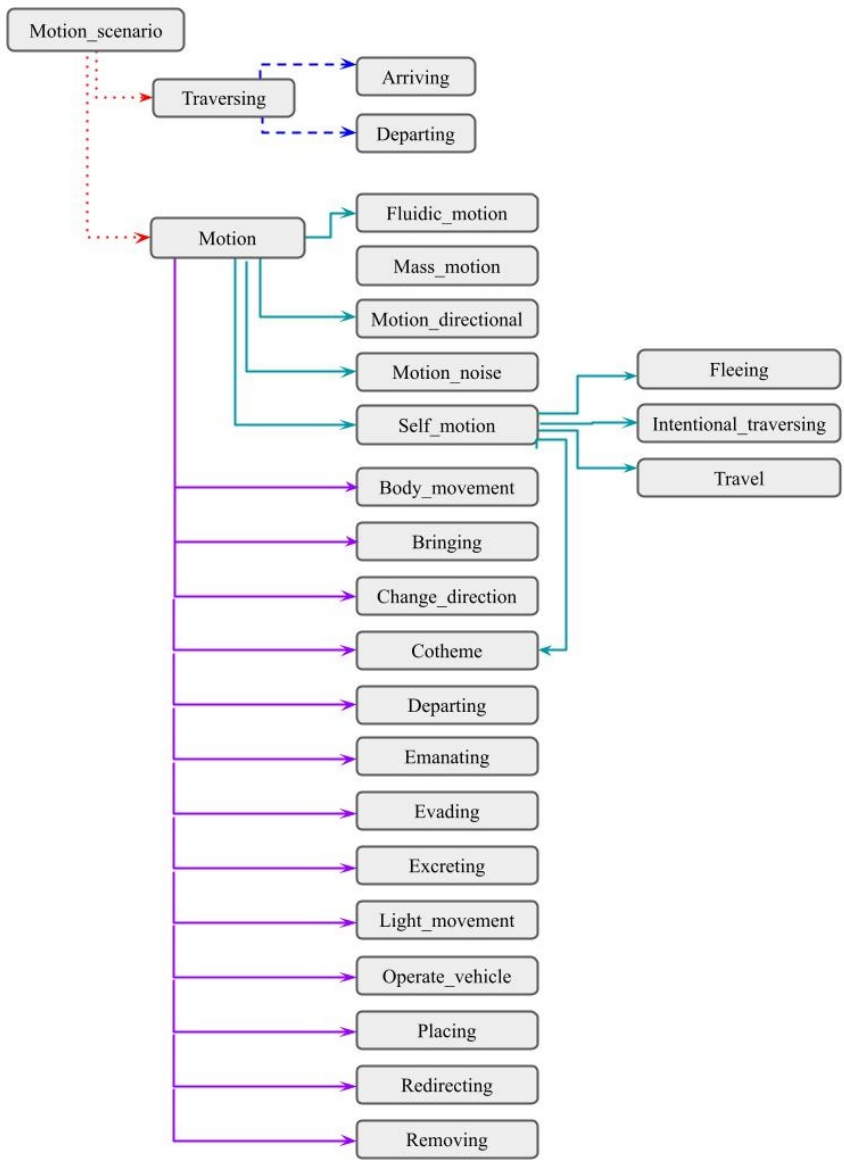 Motion_scenario
Traversing
Arriving
Departing
Motion
Fluidic_motion
Mass_motion
Motion_directional
Motion_noise
Self_motion
Fleeing
Intentional_traversing
Travel
Body_movement
Bringing
Change_direction
Cotheme
Departing
Emanating
Evading
Excreting
Light_movement
Operate_vehicle
Placing
Redirecting
Removing